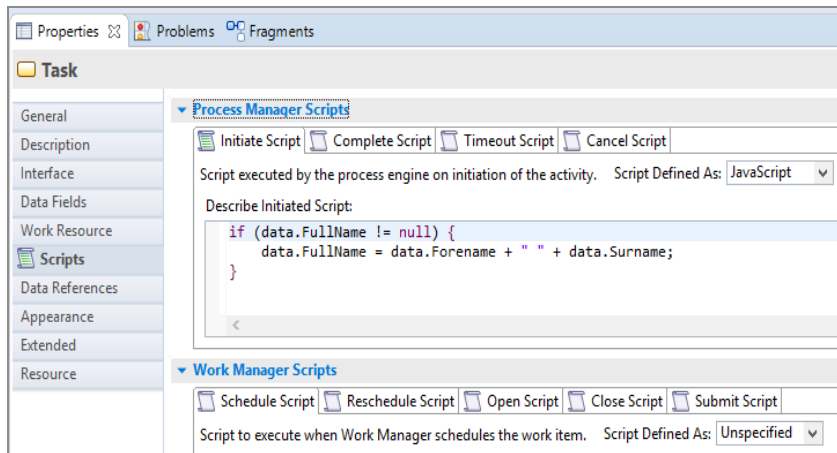 Properties Problems Fragments
Task
General
Description
Interface
Data Fields
Work Resource
Scripts
Data References
Appearance
Extended
Resource
Process Manager Scripts
Initiate Script Complete Script Timeout Script Cancel Script
Script executed by the process engine on initiation of the activity. Script Defined As: JavaScript
Describe Initiated Script:
if (data.FullName != null) {
    data.FullName = data.Forename + " " + data.Surname;
}
Work Manager Scripts
Schedule Script Reschedule Script Open Script Close Script Submit Script
Script to execute when Work Manager schedules the work item. Script Defined As: Unspecified